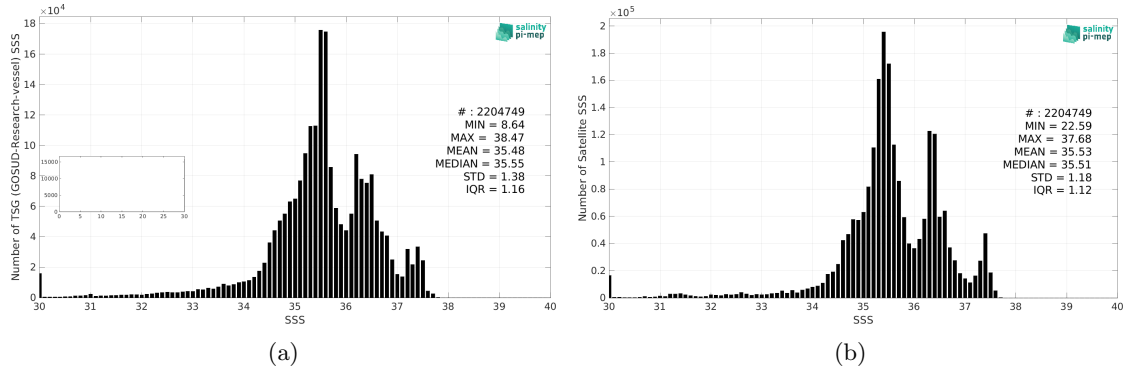 ×10⁴
18
16
14
12
10
8
6
4
2
0
Number of TSG (GOSUD-Research-vessel) SSS
salinity
pi-mep
# : 2204749
MIN = 8.64
MAX = 38.47
MEAN = 35.48
MEDIAN = 35.55
STD = 1.38
IQR = 1.16
15000
10000
5000
0
0 5 10 15 20 25 30
30 31 32 33 34 35 36 37 38 39 40
SSS
(a)
×10⁵
2
1.8
1.6
1.4
1.2
1
0.8
0.6
0.4
0.2
0
Number of Satellite SSS
salinity
pi-mep
# : 2204749
MIN = 22.59
MAX = 37.68
MEAN = 35.53
MEDIAN = 35.51
STD = 1.18
IQR = 1.12
30 31 32 33 34 35 36 37 38 39 40
SSS
(b)